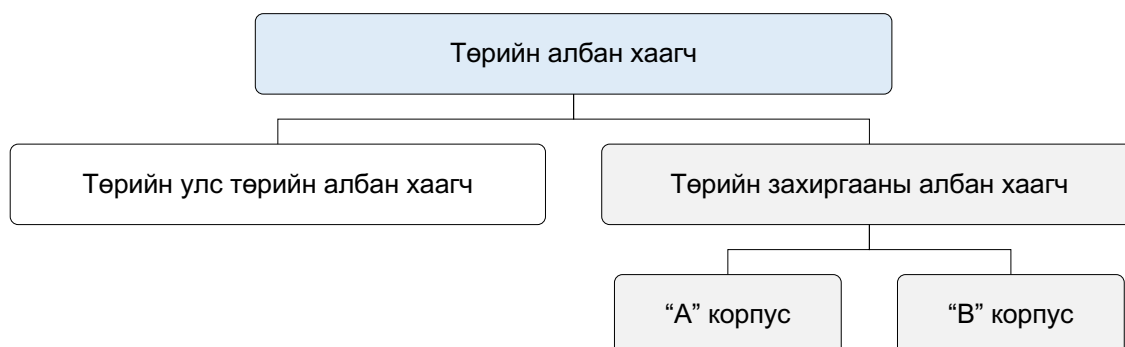 Төрийн албан хаагч
Төрийн улс төрийн албан хаагч
Төрийн захиргааны албан хаагч
“А” корпус
“В” корпус